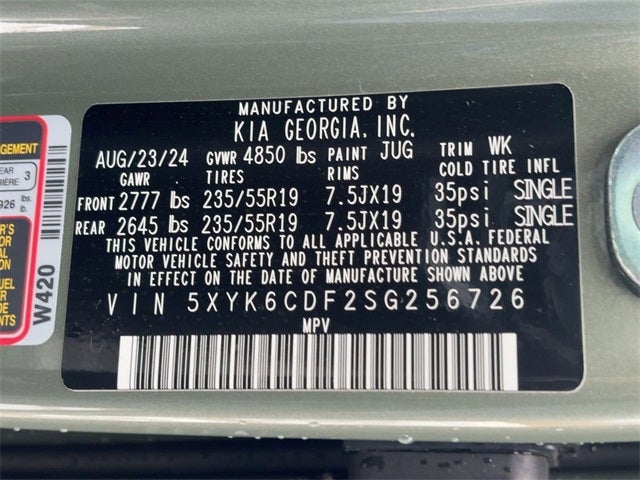 MANUFACTURED BY
KIA GEORGIA, INC.
AUG/23/24 GVWR 4850 lbs PAINT JUG TRIM WK
GAWR TIRES RIMS COLD TIRE INFL
FRONT 2777 lbs 235/55R19 7.5JX19 35psi SINGLE
REAR 2645 lbs 235/55R19 7.5JX19 35psi SINGLE
THIS VEHICLE CONFORMS TO ALL APPLICABLE U.S.A. FEDERAL
MOTOR VEHICLE SAFETY AND THEFT PREVENTION STANDARDS
IN EFFECT ON THE DATE OF MANUFACTURE SHOWN ABOVE
VIN 5XYK6CDF2SG256726
MPV
3
926 lbs.
W420